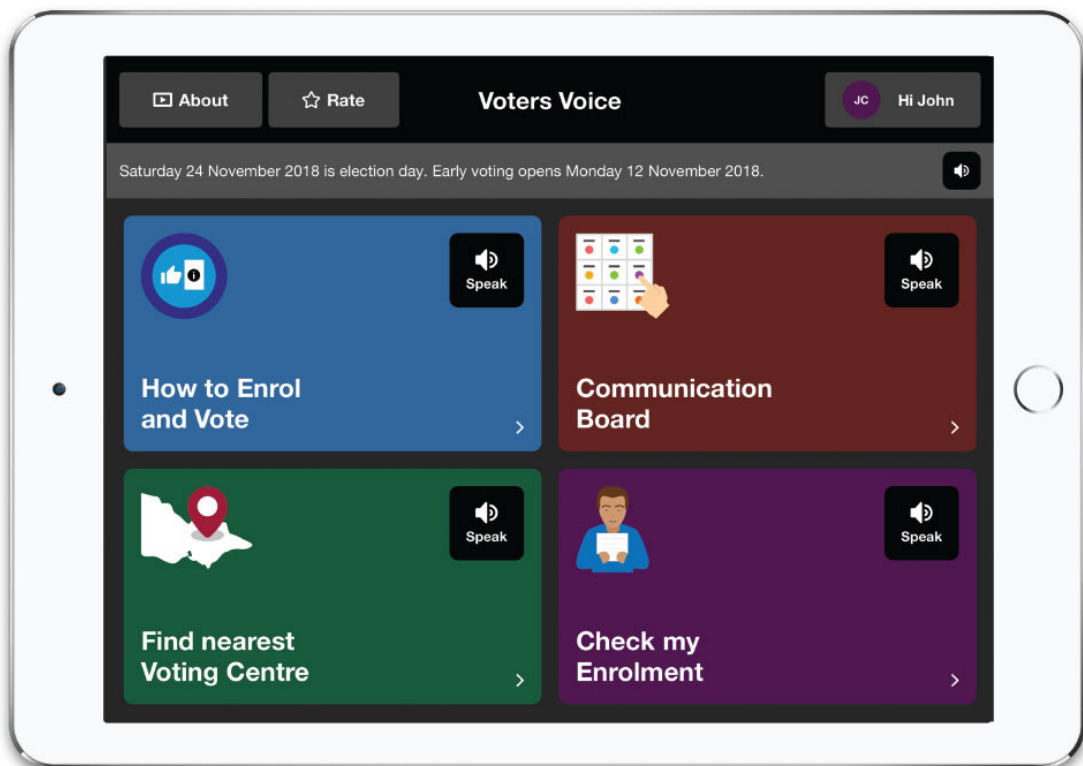 About
Rate
Voters Voice
JC
Hi John
Saturday 24 November 2018 is election day. Early voting opens Monday 12 November 2018.
Speak
How to Enrol
and Vote
Speak
Communication
Board
Speak
Find nearest
Voting Centre
Speak
Check my
Enrolment